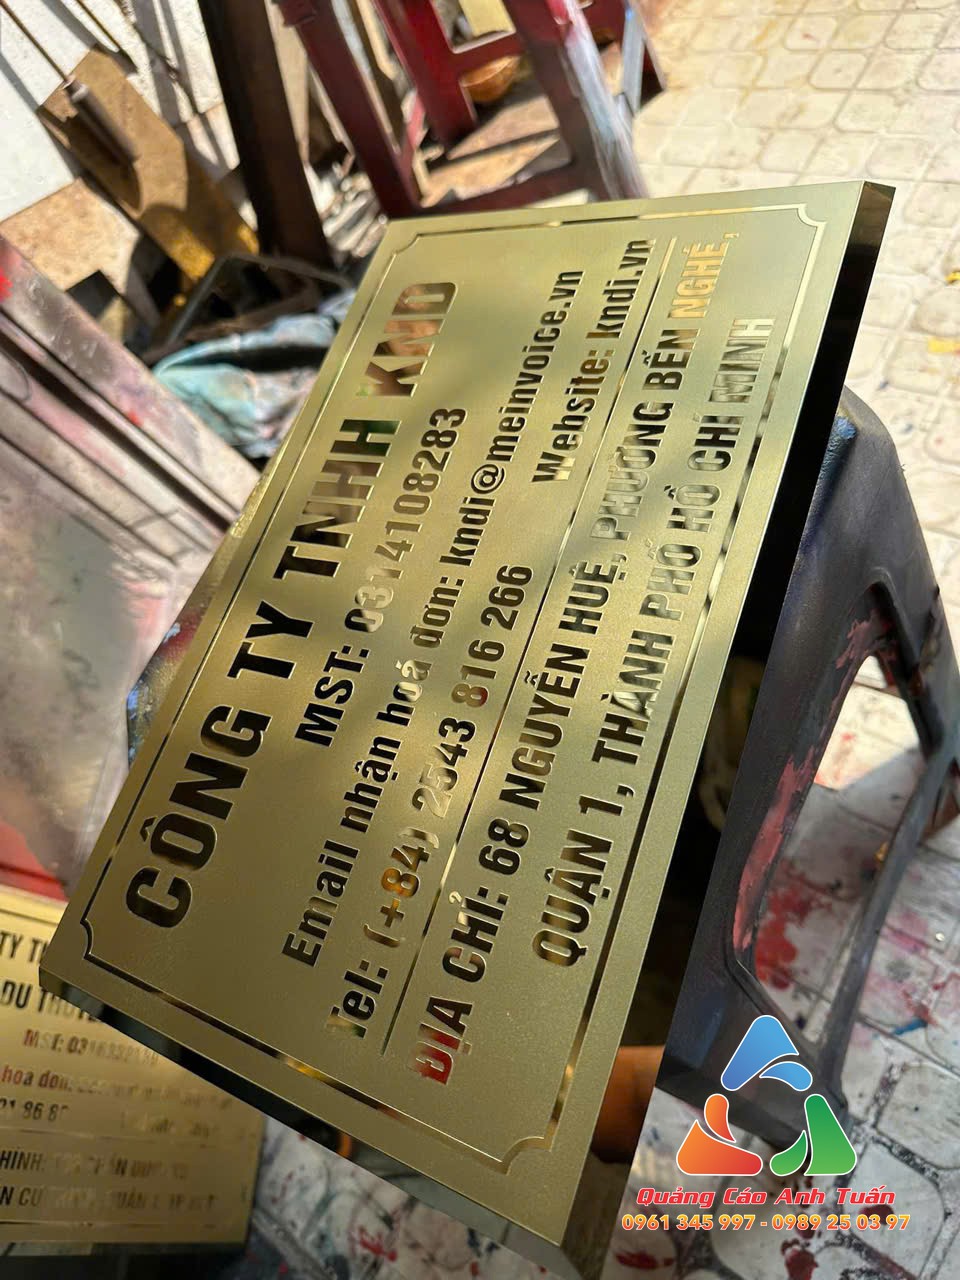 CÔNG TY TNHH KND
MST: 0314108283
Email nhận hoá đơn: kndi@meinvoice.vn
Tel: (+84) 2543 816 266 Website: kndi.vn
ĐỊA CHỈ: 68 NGUYỄN HUỆ, PHƯỜNG BẾN NGHÉ,
QUẬN 1, THÀNH PHỐ HỒ CHÍ MINH
Quảng Cáo Anh Tuấn
0961 345 997 - 0989 25 03 97